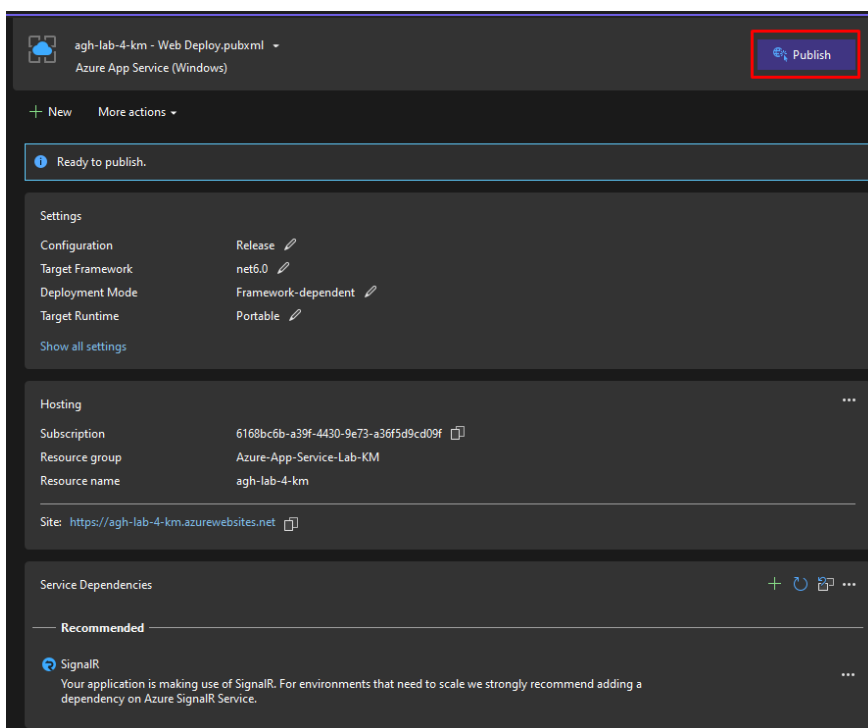 agh-lab-4-km - Web Deploy.pubxml
Azure App Service (Windows)
Publish
New More actions
Ready to publish.
Settings
Configuration Release
Target Framework net6.0
Deployment Mode Framework-dependent
Target Runtime Portable
Show all settings
Hosting
Subscription 6168bc6b-a39f-4430-9e73-a36f5d9cd09f
Resource group Azure-App-Service-Lab-KM
Resource name agh-lab-4-km
Site: https://agh-lab-4-km.azurewebsites.net
Service Dependencies
Recommended
SignalR
Your application is making use of SignalR. For environments that need to scale we strongly recommend adding a
dependency on Azure SignalR Service.